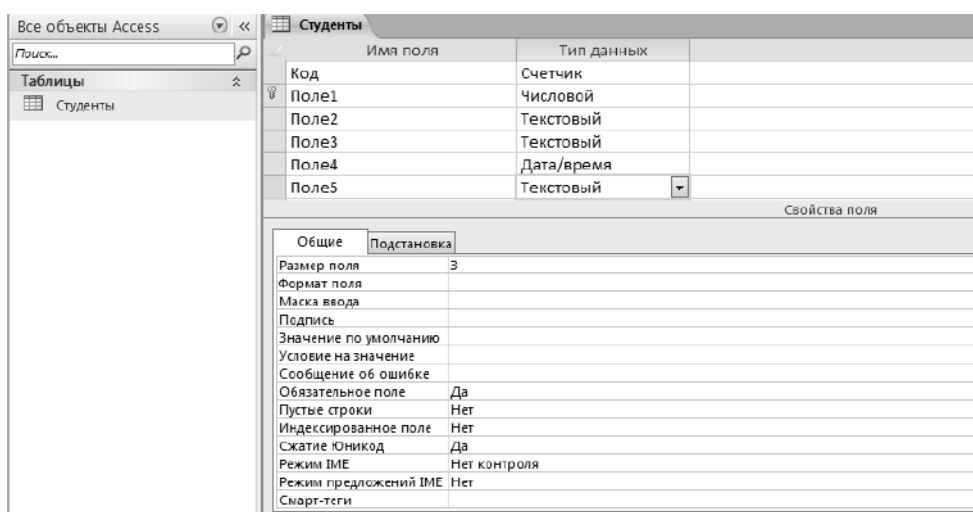 Все объекты Access
Поиск...
Таблицы
Студенты
Студенты
Имя поля Тип данных
Код Счетчик
Поле1 Числовой
Поле2 Текстовый
Поле3 Текстовый
Поле4 Дата/время
Поле5 Текстовый
Свойства поля
Общие Подстановка
Размер поля 3
Формат поля
Маска ввода
Подпись
Значение по умолчанию
Условие на значение
Сообщение об ошибке
Обязательное поле Да
Пустые строки Нет
Индексированное поле Нет
Сжатие Юникод Да
Режим IME Нет контроля
Режим предложений IME Нет
Смарт-теги